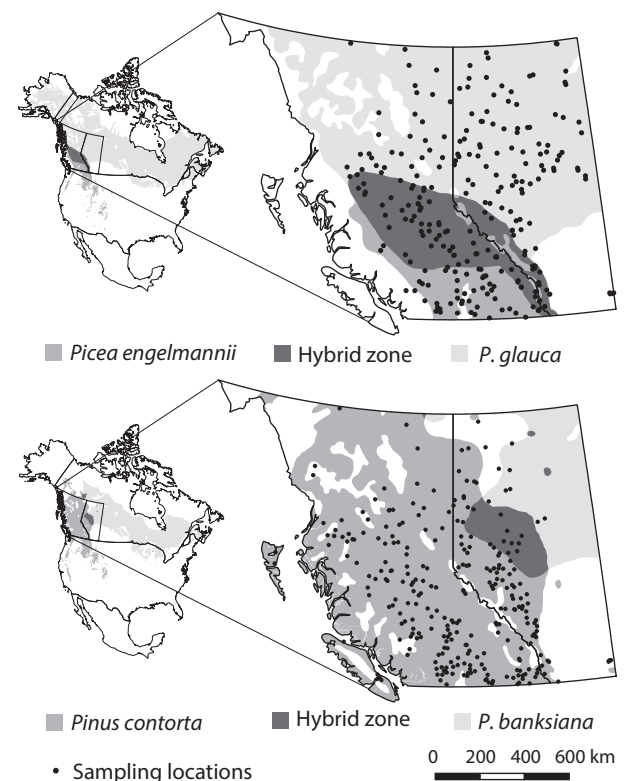 Picea engelmannii Hybrid zone P. glauca
Pinus contorta Hybrid zone P. banksiana
• Sampling locations
0 200 400 600 km